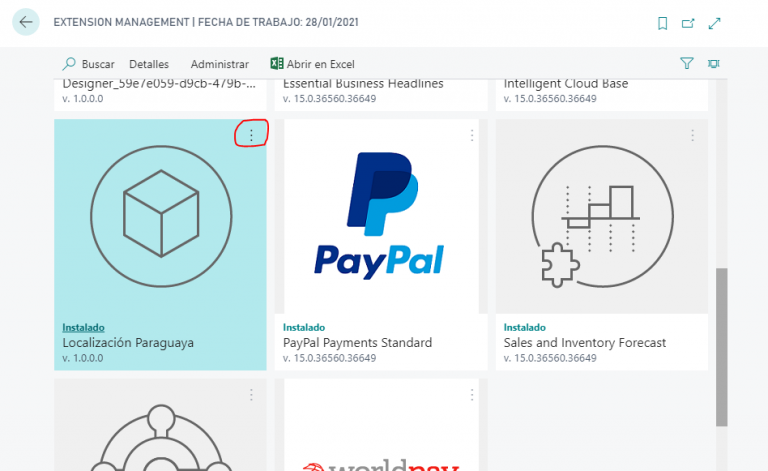 EXTENSION MANAGEMENT | FECHA DE TRABAJO: 28/01/2021
Buscar Detalles Administrar Abrir en Excel
Designer_59e7e059-d9cb-479b-... Essential Business Headlines Intelligent Cloud Base
v. 1.0.0.0 v. 15.0.36560.36649 v. 15.0.36560.36649
PayPal
Instalado Instalado Instalado
Localización Paraguaya PayPal Payments Standard Sales and Inventory Forecast
v. 1.0.0.0 v. 15.0.36560.36649 v. 15.0.36560.36649
worldpay